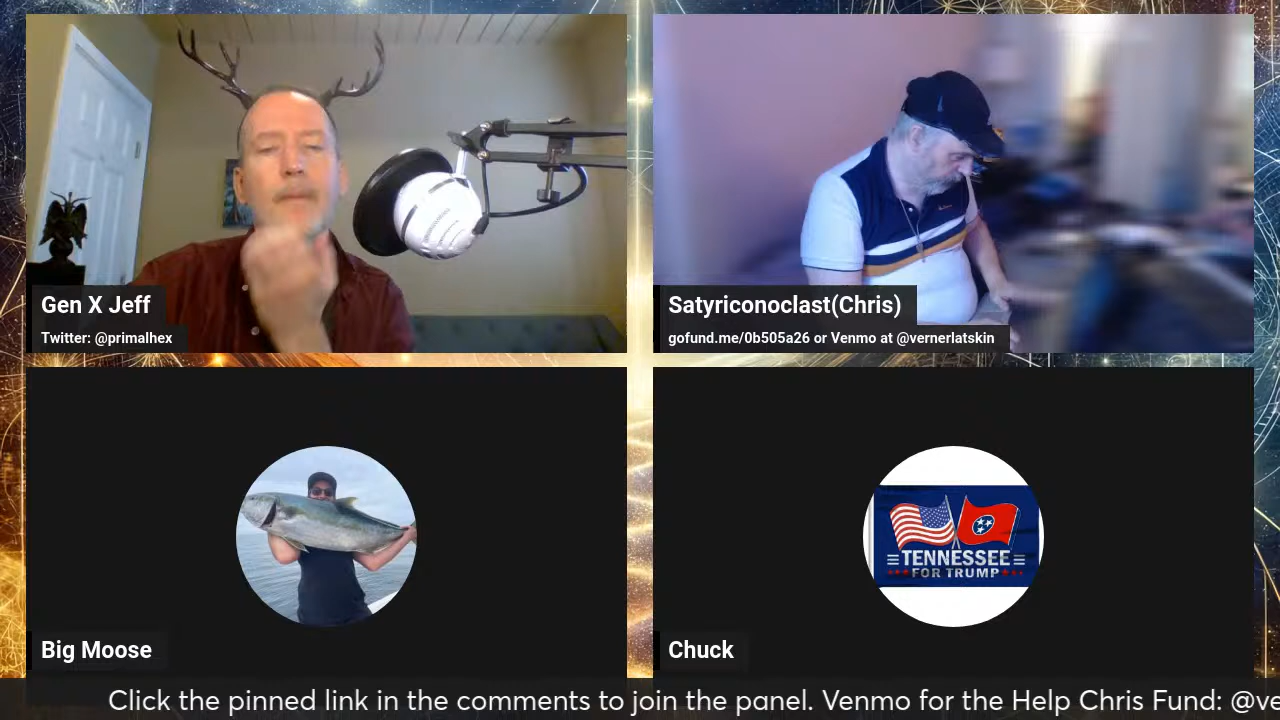 Gen X Jeff
Twitter: @primalhex
Satyriconoclast(Chris)
gofund.me/0b505a26 or Venmo at @vernerlatskin
TENNESSEE
FOR TRUMP
Big Moose
Chuck
Click the pinned link in the comments to join the panel. Venmo for the Help Chris Fund: @ve